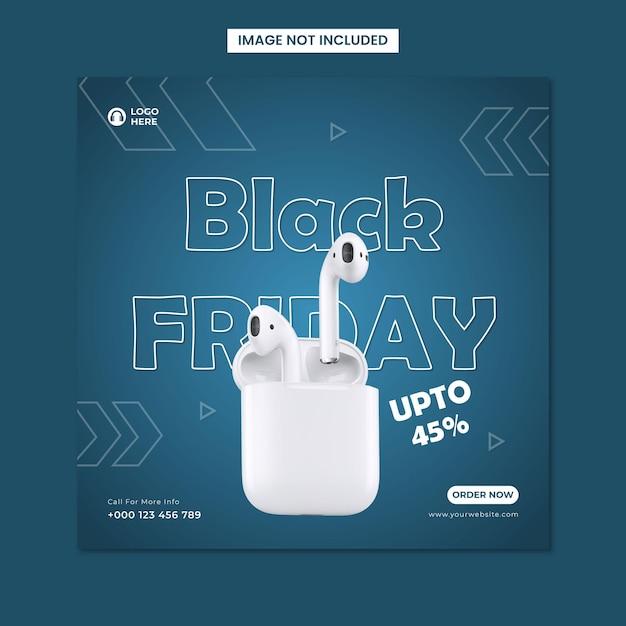 IMAGE NOT INCLUDED
LOGO
HERE
Black
FRIDAY
UPTO
45%
Call For More Info
+000 123 456 789
ORDER NOW
www.yourwebsite.com